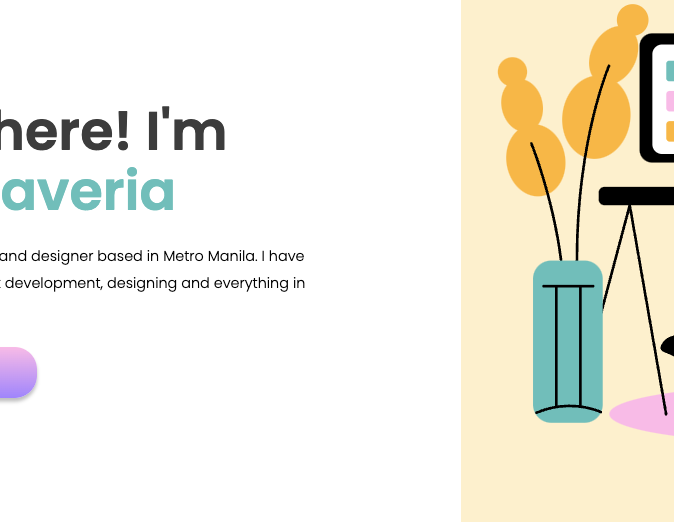 here! I'm
averia
and designer based in Metro Manila. I have
development, designing and everything in